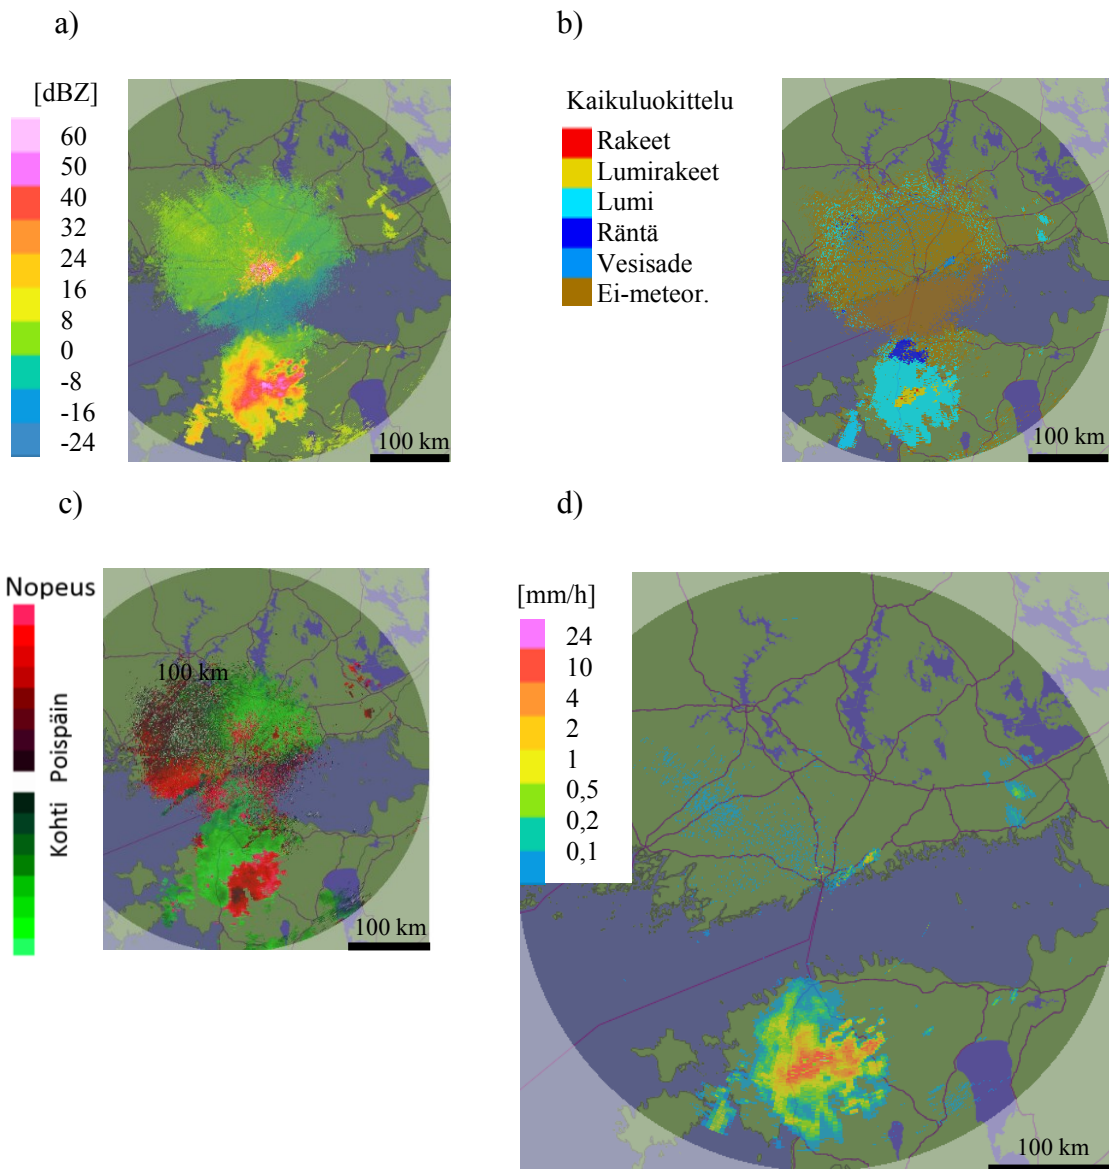 a)
[dBZ]
60
50
40
32
24
16
8
0
-8
-16
-24
100 km
b)
Kaikuluokittelu
Rakeet
Lumirakeet
Lumi
Räntä
Vesisade
Ei-meteor.
100 km
c)
Nopeus
Poispäin
Kohti
100 km
100 km
d)
[mm/h]
24
10
4
2
1
0,5
0,2
0,1
100 km